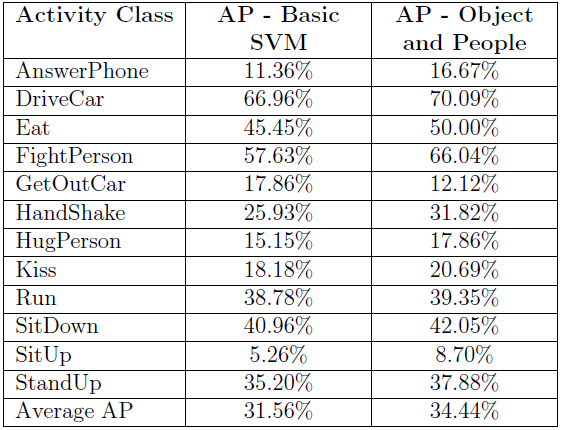 Activity Class AP - Basic AP - Object
SVM and People
AnswerPhone 11.36% 16.67%
DriveCar 66.96% 70.09%
Eat 45.45% 50.00%
FightPerson 57.63% 66.04%
GetOutCar 17.86% 12.12%
HandShake 25.93% 31.82%
HugPerson 15.15% 17.86%
Kiss 18.18% 20.69%
Run 38.78% 39.35%
SitDown 40.96% 42.05%
SitUp 5.26% 8.70%
StandUp 35.20% 37.88%
Average AP 31.56% 34.44%